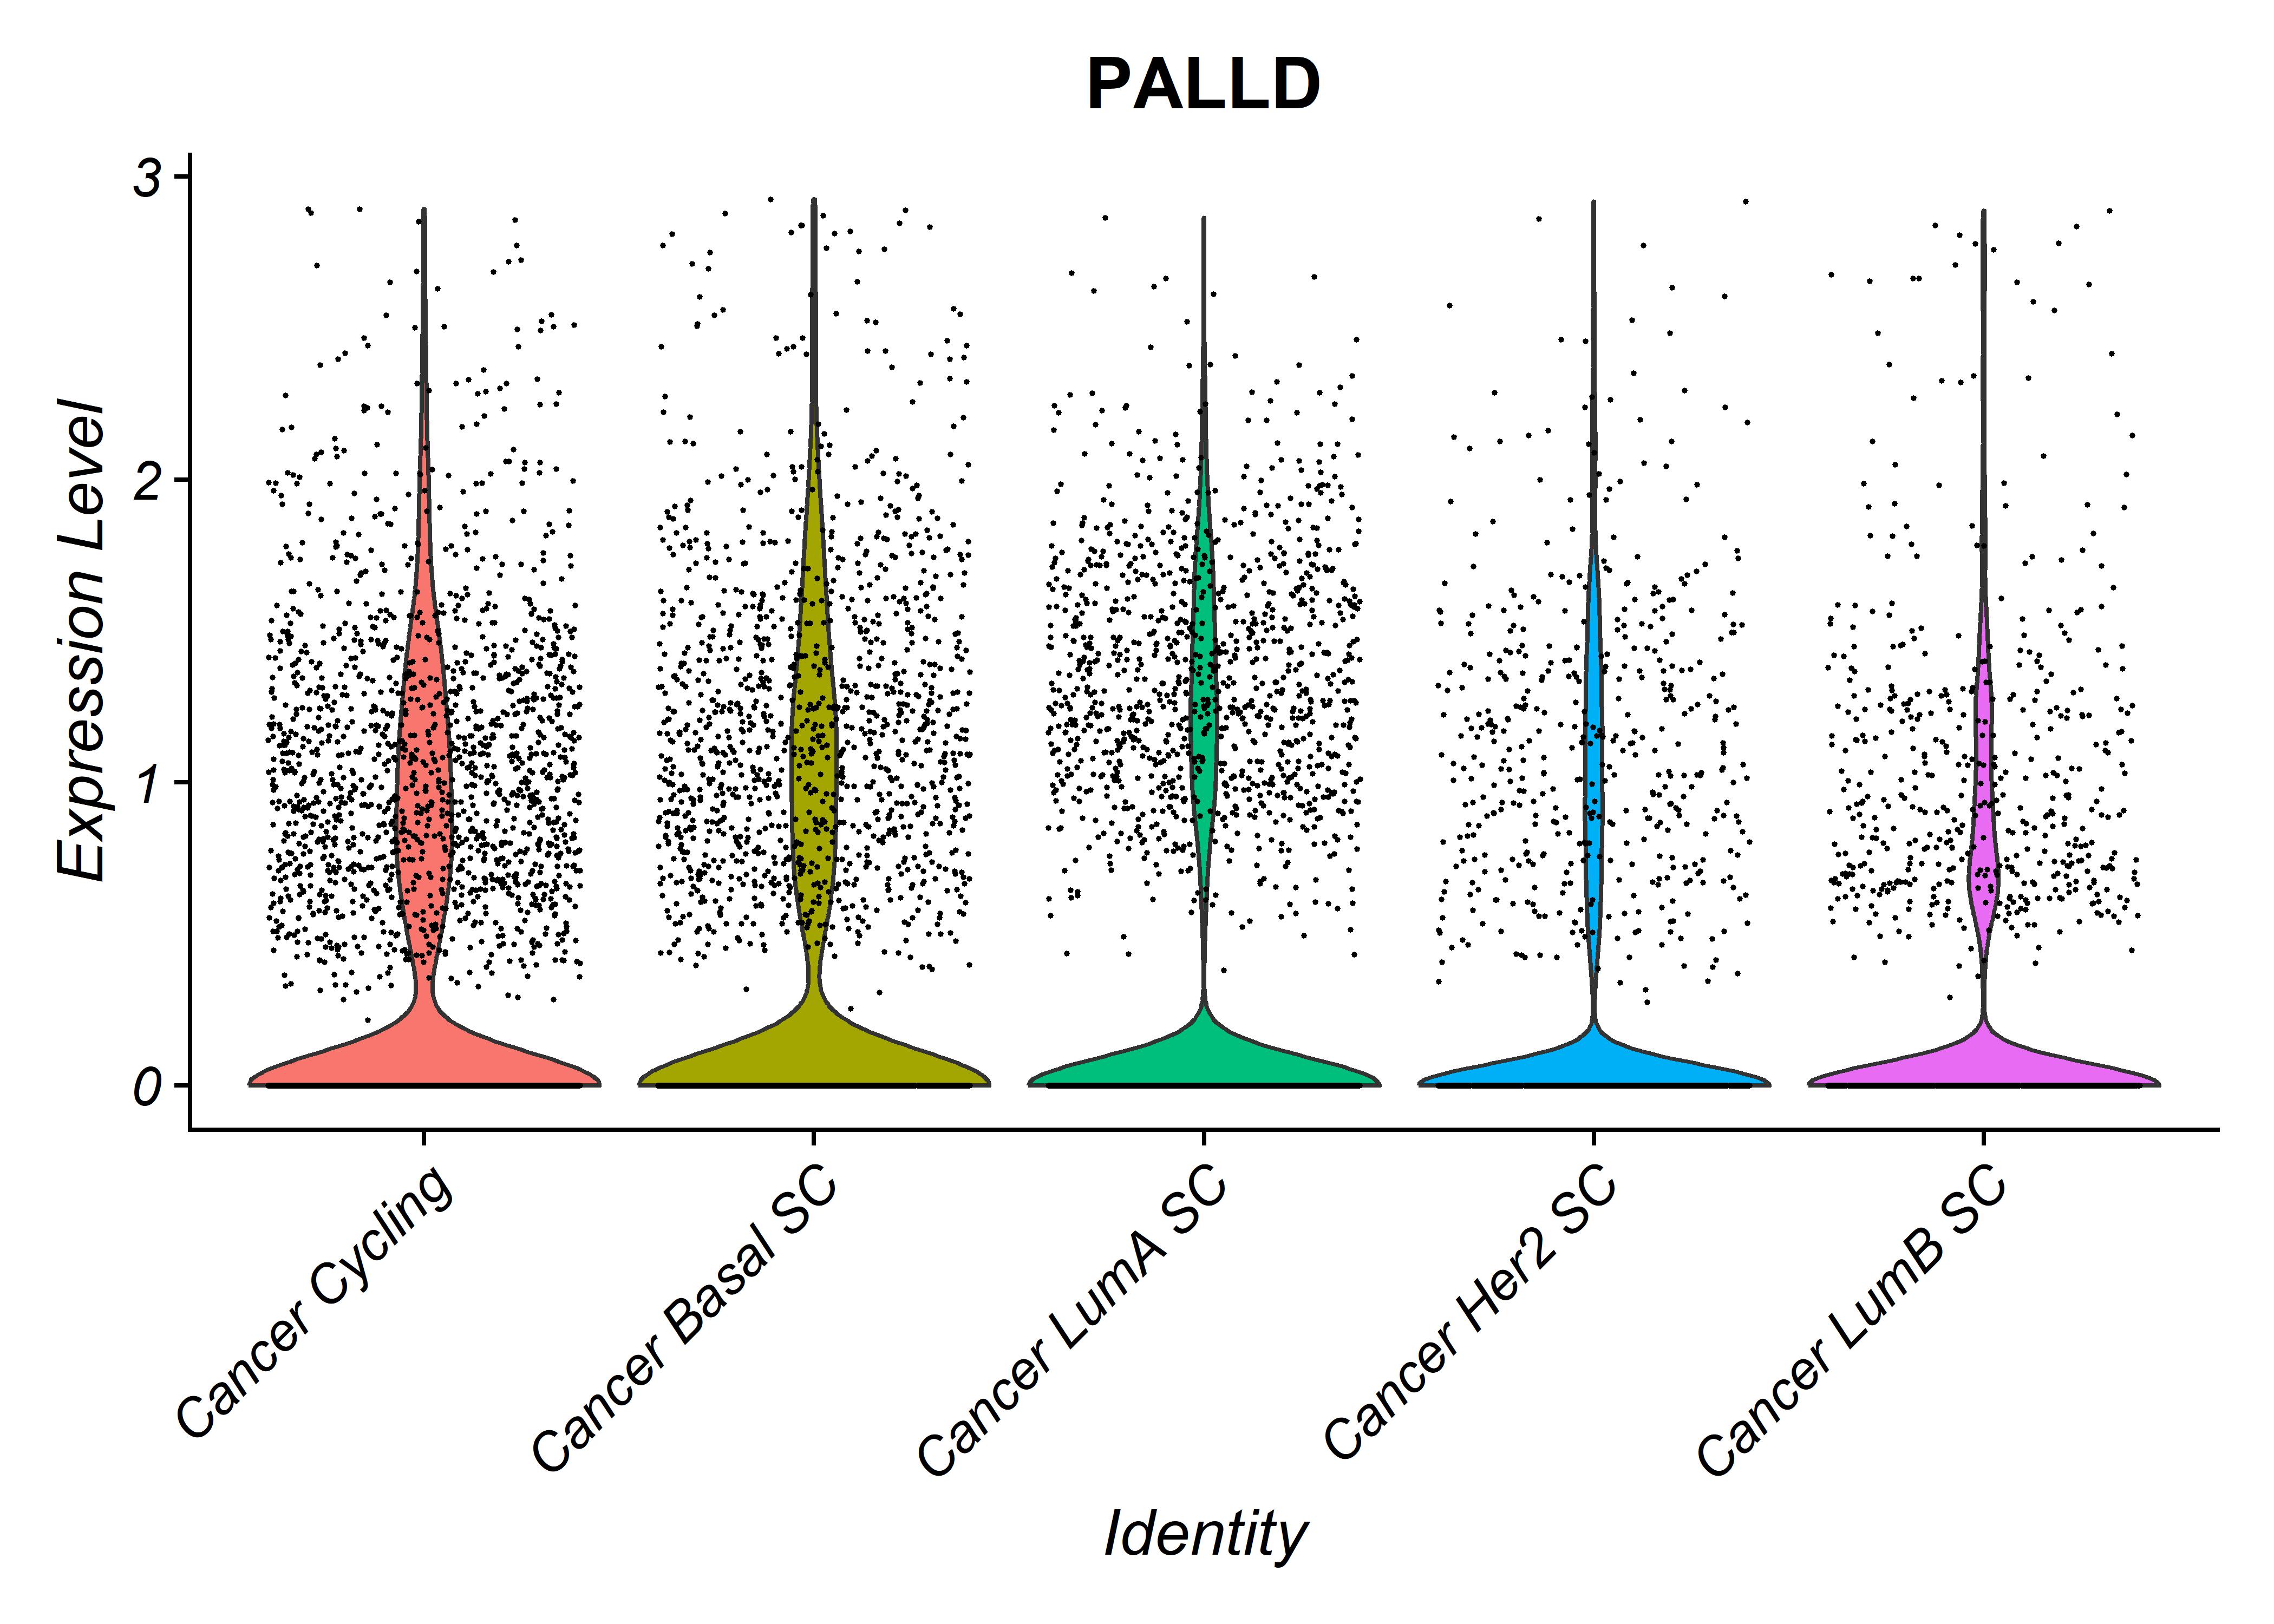 PALLD
Expression Level
3
2
1
0
Cancer Cycling
Cancer Basal SC
Cancer LumA SC
Cancer Her2 SC
Cancer LumB SC
Identity